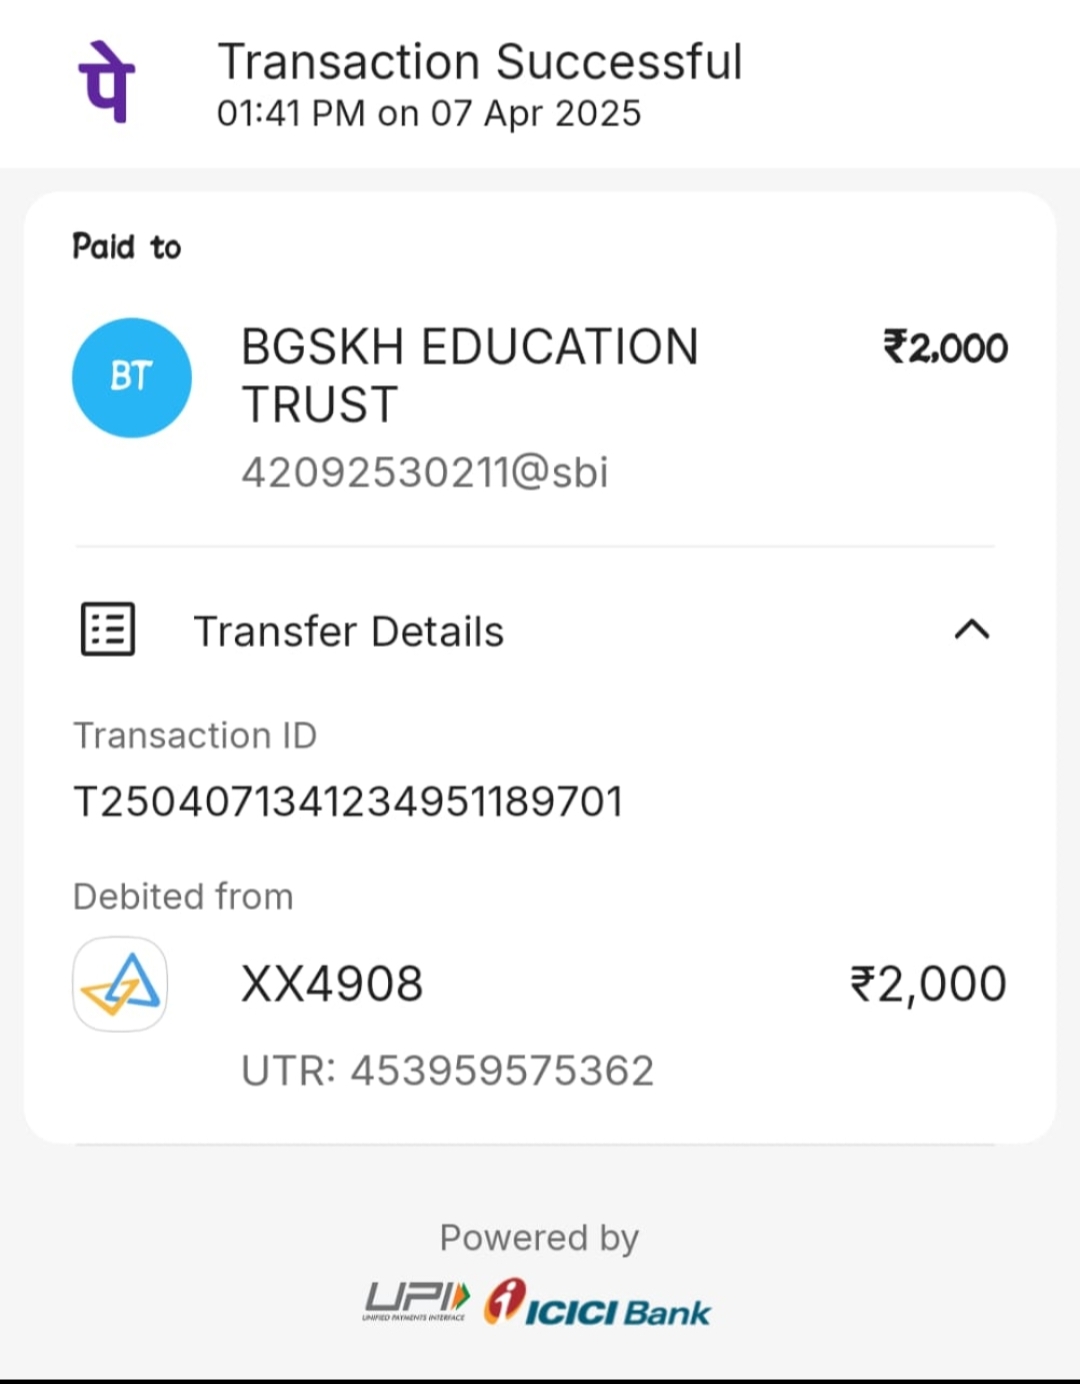 पे
Transaction Successful
01:41 PM on 07 Apr 2025
Paid to
BT
BGSKH EDUCATION
TRUST
₹2,000
42092530211@sbi
Transfer Details
Transaction ID
T2504071341234951189701
Debited from
XX4908
₹2,000
UTR: 453959575362
Powered by
UPI
UNIFIED PAYMENTS INTERFACE
ICICI Bank